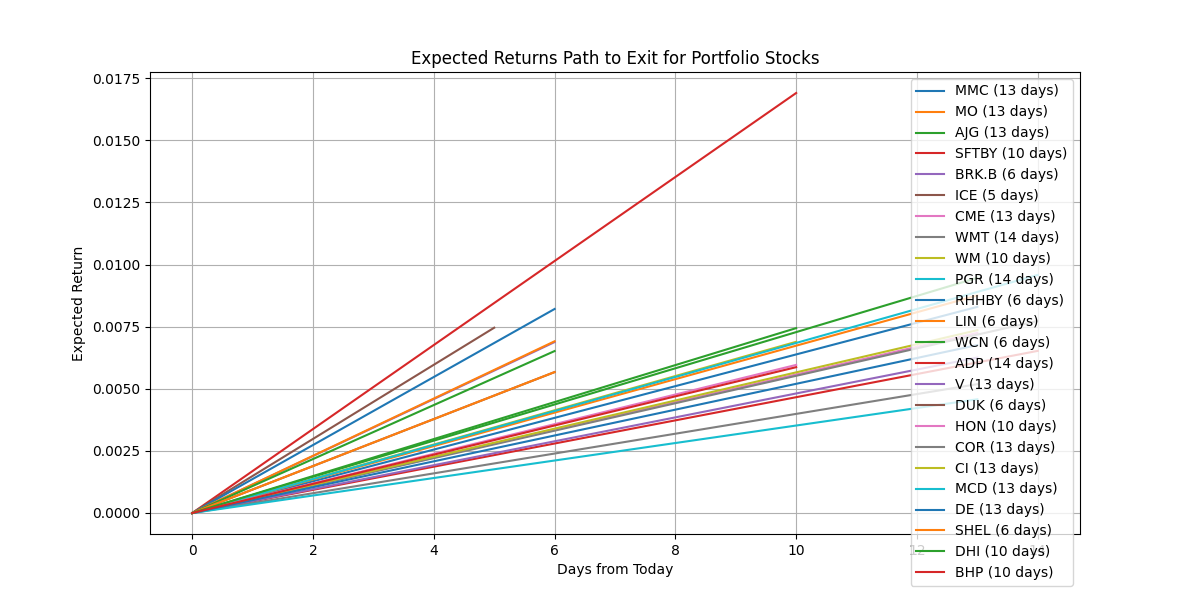 Expected Returns Path to Exit for Portfolio Stocks
Expected Return
0.0175
0.0150
0.0125
0.0100
0.0075
0.0050
0.0025
0.0000
0 2 4 6 8 10 12
Days from Today
MMC (13 days)
MO (13 days)
AJG (13 days)
SFTBY (10 days)
BRK.B (6 days)
ICE (5 days)
CME (13 days)
WMT (14 days)
WM (10 days)
PGR (14 days)
RHHBY (6 days)
LIN (6 days)
WCN (6 days)
ADP (14 days)
V (13 days)
DUK (6 days)
HON (10 days)
COR (13 days)
CI (13 days)
MCD (13 days)
DE (13 days)
SHEL (6 days)
DHI (10 days)
BHP (10 days)